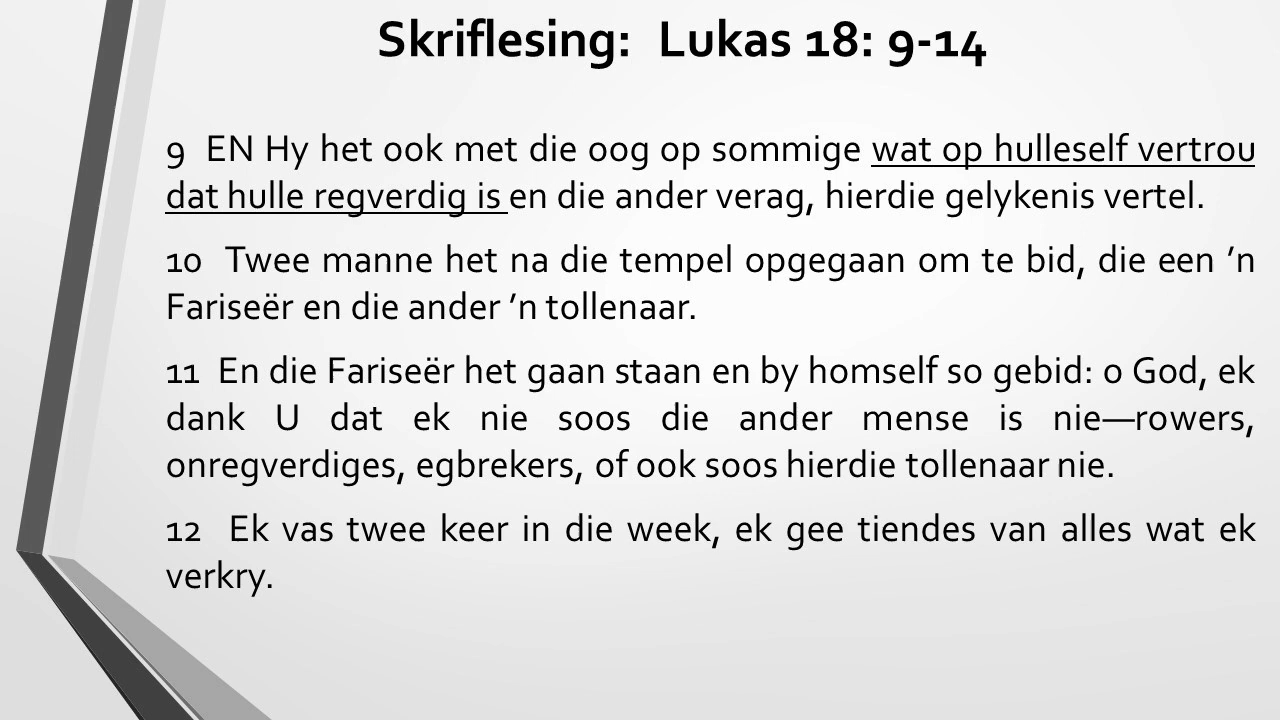 Skriflesing: Lukas 18: 9-14
9 EN Hy het ook met die oog op sommige wat op hulleself vertrou
dat hulle regverdig is en die ander verag, hierdie gelykenis vertel.
10 Twee manne het na die tempel opgegaan om te bid, die een ’n
Fariseër en die ander ’n tollenaar.
11 En die Fariseër het gaan staan en by homself so gebid: o God, ek
dank U dat ek nie soos die ander mense is nie—rowers,
onregverdiges, egbrekers, of ook soos hierdie tollenaar nie.
12 Ek vas twee keer in die week, ek gee tiendes van alles wat ek
verkry.